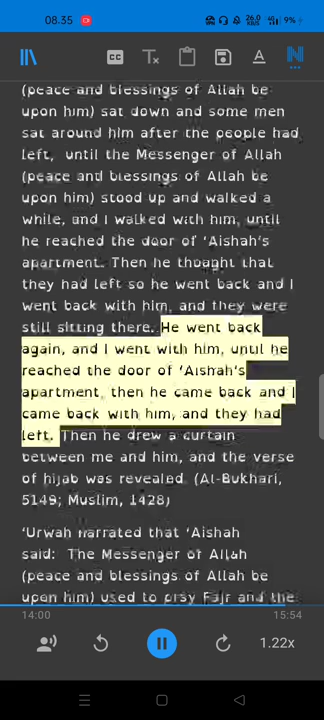 08.35
26.0 KB/S 4G 9%
CC T
(peace and blessings of Allah be
upon him) sat down and some men
sat around him after the people had
left, until the Messenger of Allah
(peace and blessings of Allah be
upon him) stood up and walked a
while, and I walked with him, until
he reached the door of ‘Aishah’s
apartment. Then he thought that
they had left so he went back and I
went back with him, and they were
still sitting there. He went back
again, and I went with him, until he
reached the door of ‘Aishah’s
apartment, then he came back and I
came back with him, and they had
left. Then he drew a curtain
between me and him, and the verse
of hijab was revealed. (Al-Bukhari,
5149; Muslim, 1428)
‘Urwah narrated that ‘Aishah
said: The Messenger of Allah
(peace and blessings of Allah be
upon him) used to pray Fajr and the
14:00 15:54
1.22x